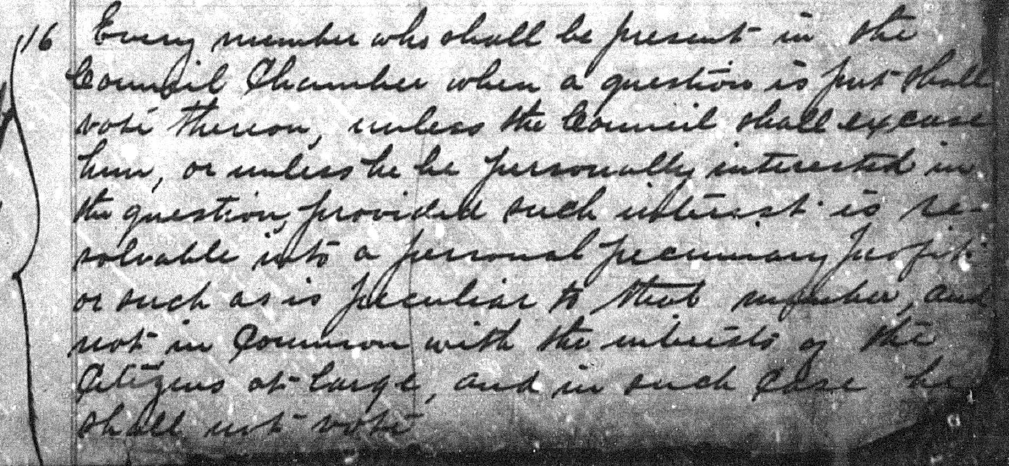 16 Every member who shall be present in the
Council Chamber when a question is put shall
vote thereon, unless the Council shall excuse
him, or unless he be personally interested in
the question, provided such interest is re-
solvable into a personal pecuniary profit
or such as is peculiar to that member, and
not in Common with the interests of the
Citizens at large, and in such Case he
shall not vote